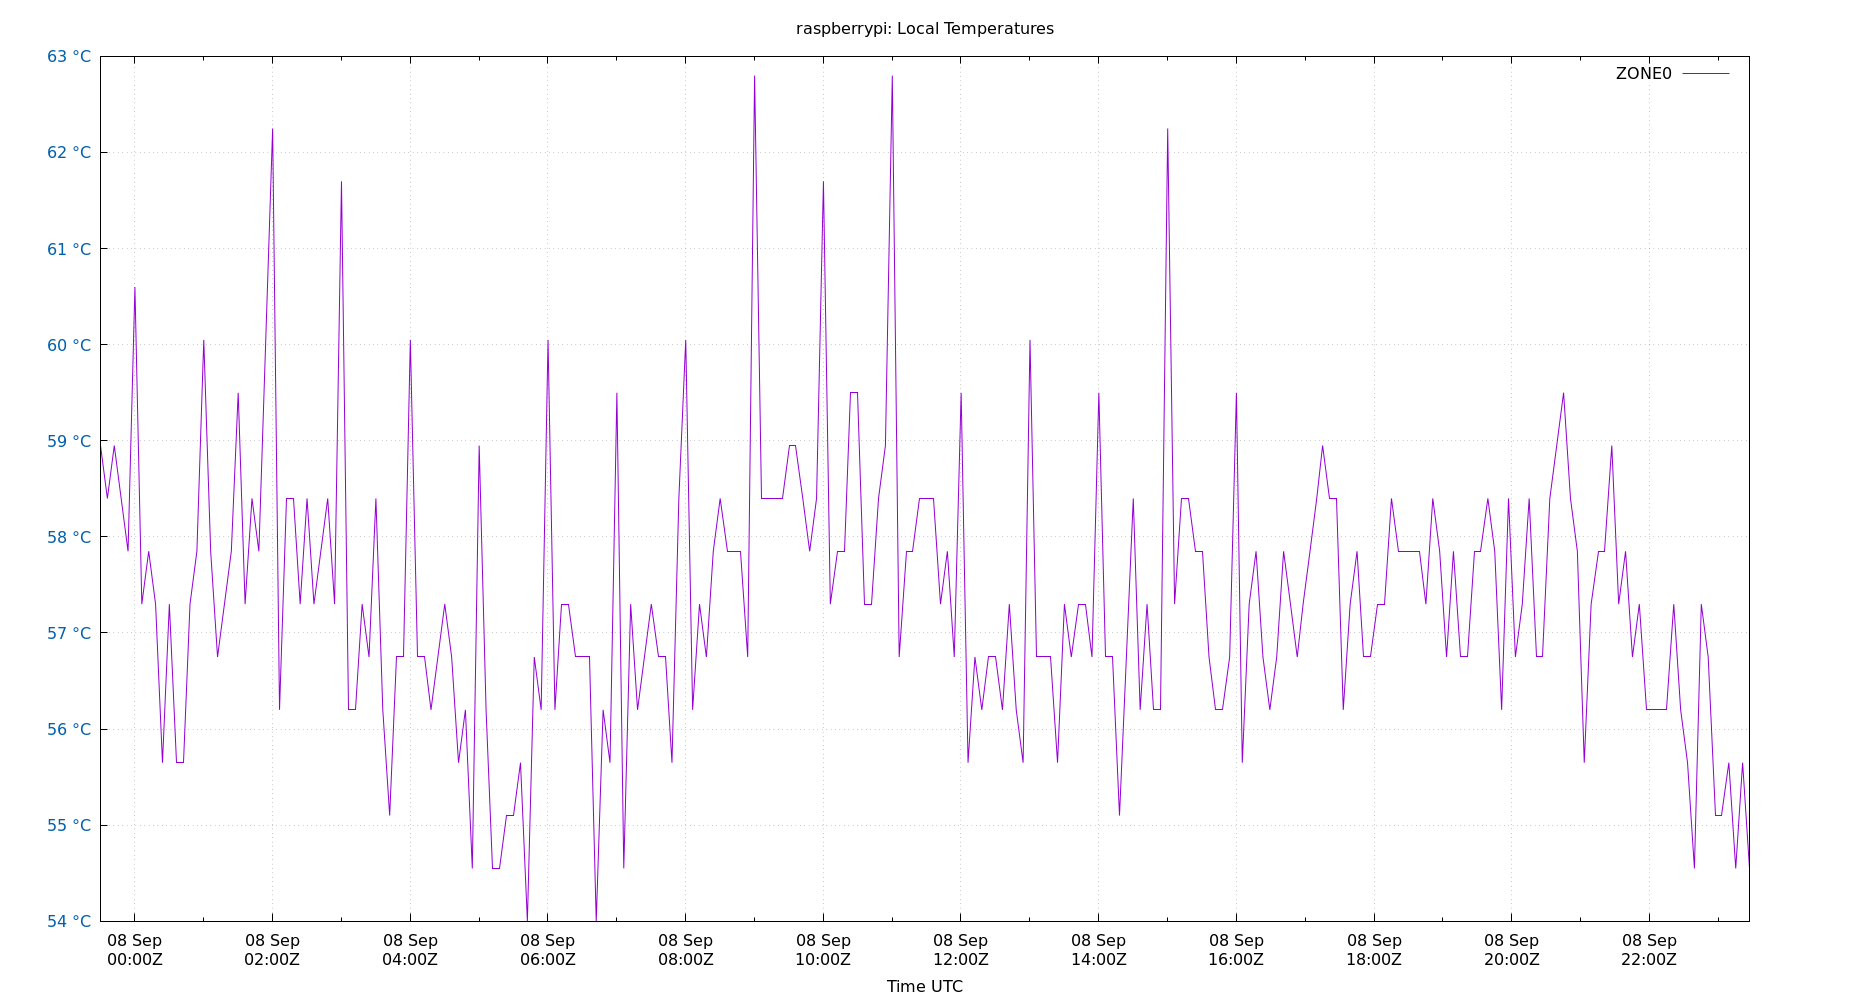 raspberrypi: Local Temperatures
ZONE0
63 °C
62 °C
61 °C
60 °C
59 °C
58 °C
57 °C
56 °C
55 °C
54 °C
08 Sep 08 Sep 08 Sep 08 Sep 08 Sep 08 Sep 08 Sep 08 Sep 08 Sep 08 Sep 08 Sep 08 Sep
00:00Z 02:00Z 04:00Z 06:00Z 08:00Z 10:00Z 12:00Z 14:00Z 16:00Z 18:00Z 20:00Z 22:00Z
Time UTC